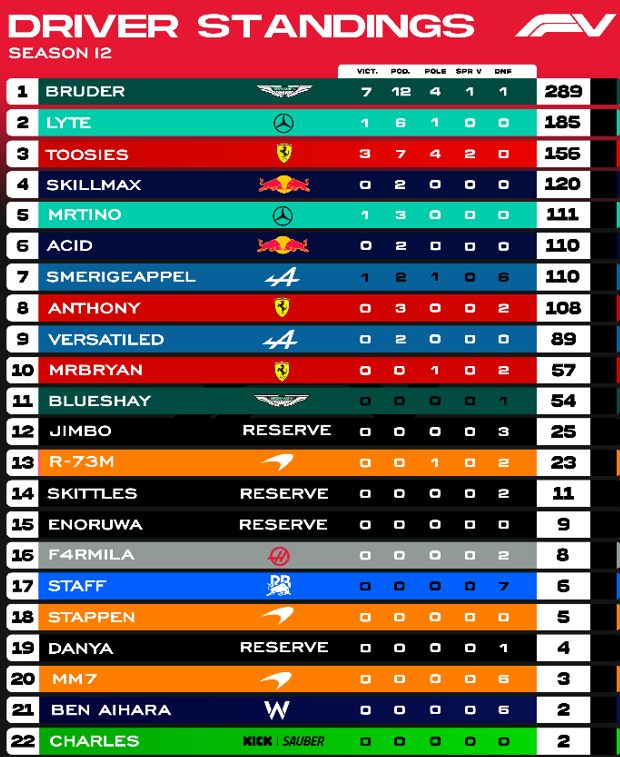 DRIVER STANDINGS
SEASON 12
VICT. POD. POLE SPR V DNF
1 BRUDER 7 12 4 1 1 289
2 LYTE 1 6 1 0 0 185
3 TOOSIES 3 7 4 2 0 156
4 SKILLMAX 0 2 0 0 0 120
5 MRTINO 1 3 0 0 0 111
6 ACID 0 2 0 0 0 110
7 SMERIGEAPPEL 1 2 1 0 6 110
8 ANTHONY 0 3 0 0 2 108
9 VERSATILED 0 2 0 0 0 89
10 MRBRYAN 0 0 1 0 2 57
11 BLUESHAY 0 0 0 0 1 54
12 JIMBO RESERVE 0 0 0 0 3 25
13 R-73M 0 0 1 0 2 23
14 SKITTLES RESERVE 0 0 0 0 2 11
15 ENORUWA RESERVE 0 0 0 0 0 9
16 F4RMILA 0 0 0 0 2 8
17 STAFF 0 0 0 0 7 6
18 STAPPEN 0 0 0 0 0 5
19 DANYA RESERVE 0 0 0 0 1 4
20 MM7 0 0 0 0 6 3
21 BEN AIHARA W 0 0 0 0 6 2
22 CHARLES KICK | SAUBER 0 0 0 0 0 2